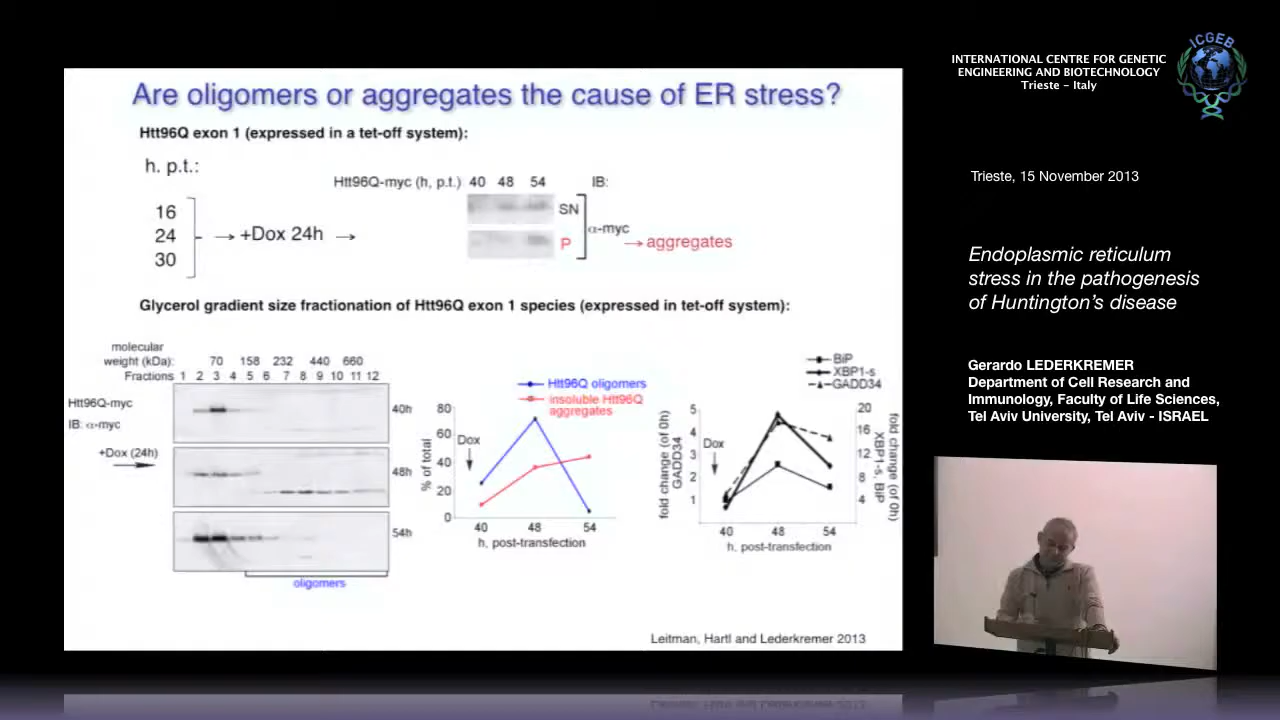 Are oligomers or aggregates the cause of ER stress?
Htt96Q exon 1 (expressed in a tet-off system):
h. p.t.:
16
24
30
+Dox 24h
Htt96Q-myc (h, p.t.) 40 48 54 IB:
SN
P
α-myc
aggregates
Glycerol gradient size fractionation of Htt96Q exon 1 species (expressed in tet-off system):
molecular
weight (kDa): 70 158 232 440 660
Fractions 1 2 3 4 5 6 7 8 9 10 11 12
Htt96Q-myc
IB: α-myc
+Dox (24h)
40h
48h
54h
oligomers
Htt96Q oligomers
insoluble Htt96Q
aggregates
% of total
80
60
40
20
0
Dox
40 48 54
h, post-transfection
BiP
XBP1-s
GADD34
fold change (of 0h)
GADD34
5
4
3
2
1
Dox
20
16
12
8
4
fold change (of 0h)
XBP1-s, BiP
40 48 54
h, post-transfection
Leitman, Hartl and Lederkremer 2013
INTERNATIONAL CENTRE FOR GENETIC
ENGINEERING AND BIOTECHNOLOGY
Trieste - Italy
ICGEB
Trieste, 15 November 2013
Endoplasmic reticulum
stress in the pathogenesis
of Huntington's disease
Gerardo LEDERKREMER
Department of Cell Research and
Immunology, Faculty of Life Sciences,
Tel Aviv University, Tel Aviv - ISRAEL